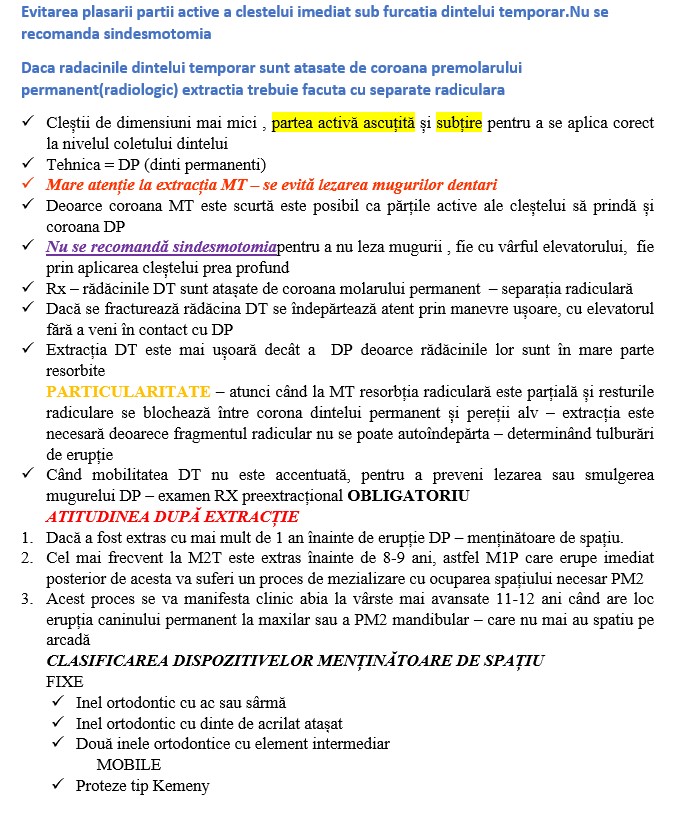 Evitarea plasarii partii active a clestelui imediat sub furcatia dintelui temporar.Nu se
recomanda sindesmotomia
Daca radacinile dintelui temporar sunt atasate de coroana premolarului
permanent(radiologic) extractia trebuie facuta cu separate radiculara
✓ Cleștii de dimensiuni mai mici , partea activă ascuțită și subțire pentru a se aplica corect
la nivelul coletului dintelui
✓ Tehnica = DP (dinti permanenti)
✓ Mare atenție la extracția MT – se evită lezarea mugurilor dentari
✓ Deoarce coroana MT este scurtă este posibil ca părțile active ale cleștelui să prindă și
coroana DP
✓ Nu se recomandă sindesmotomiapentru a nu leza mugurii , fie cu vârful elevatorului, fie
prin aplicarea cleștelui prea profund
✓ Rx – rădăcinile DT sunt atașate de coroana molarului permanent – separația radiculară
✓ Dacă se fracturează rădăcina DT se îndepărtează atent prin manevre ușoare, cu elevatorul
fără a veni în contact cu DP
✓ Extracția DT este mai ușoară decât a DP deoarce rădăcinile lor sunt în mare parte
resorbite
PARTICULARITATE – atunci când la MT resorbția radiculară este parțială și resturile
radiculare se blochează între corona dintelui permanent și pereții alv – extracția este
necesară deoarece fragmentul radicular nu se poate autoîndepărta – determinând tulburări
de erupție
✓ Când mobilitatea DT nu este accentuată, pentru a preveni lezarea sau smulgerea
mugurelui DP – examen RX preextracțional OBLIGATORIU
ATITUDINEA DUPĂ EXTRACȚIE
1. Dacă a fost extras cu mai mult de 1 an înainte de erupție DP – menținătoare de spațiu.
2. Cel mai frecvent la M2T este extras înainte de 8-9 ani, astfel M1P care erupe imediat
posterior de acesta va suferi un proces de mezializare cu ocuparea spațiului necesar PM2
3. Acest proces se va manifesta clinic abia la vârste mai avansate 11-12 ani când are loc
erupția caninului permanent la maxilar sau a PM2 mandibular – care nu mai au spatiu pe
arcadă
CLASIFICAREA DISPOZITIVELOR MENȚINĂTOARE DE SPAȚIU
FIXE
✓ Inel ortodontic cu ac sau sârmă
✓ Inel ortodontic cu dinte de acrilat atașat
✓ Două inele ortodontice cu element intermediar
MOBILE
✓ Proteze tip Kemeny